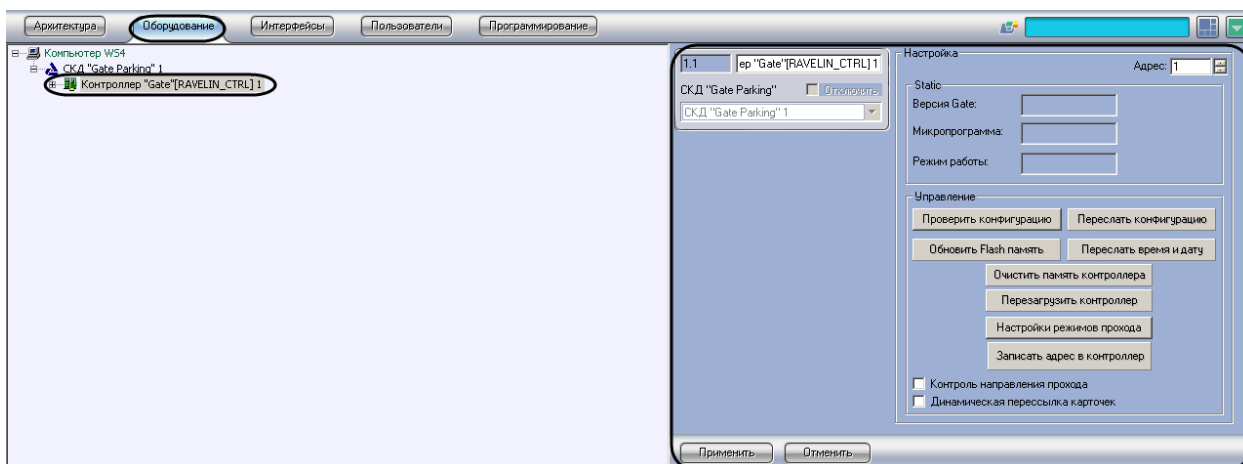 Архитектура Оборудование Интерфейсы Пользователи Программирование
Компьютер WS4
СКД "Gate Parking" 1
Контроллер "Gate"[RAVELIN_CTRL] 1
1.1 ер "Gate"[RAVELIN_CTRL] 1
СКД "Gate Parking" Отключить
СКД "Gate Parking" 1
Настройка
Адрес: 1
Static
Версия Gate:
Микропрограмма:
Режим работы:
Управление
Проверить конфигурацию Переслать конфигурацию
Обновить Flash память Переслать время и дату
Очистить память контроллера
Перезагрузить контроллер
Настройки режимов прохода
Записать адрес в контроллер
Контроль направления прохода
Динамическая перессылка карточек
Применить Отменить